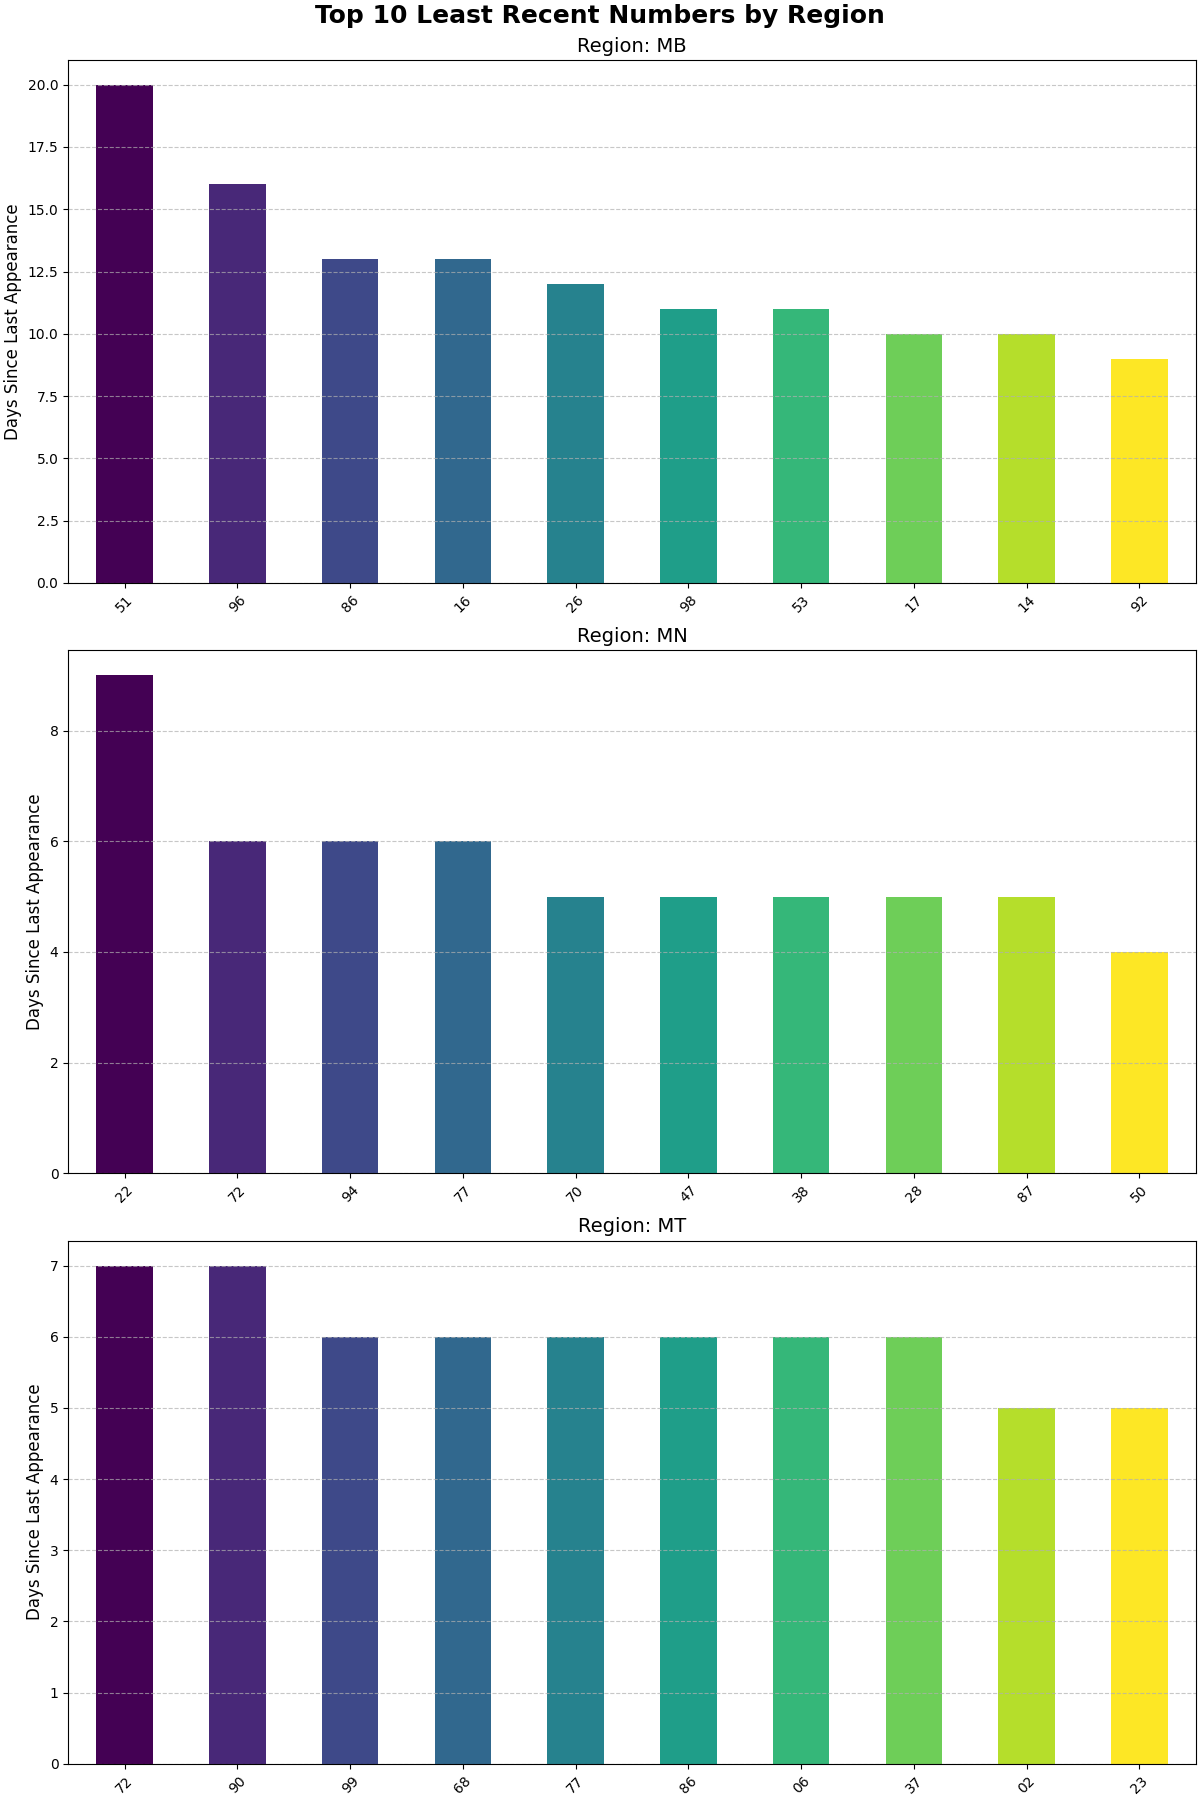 Top 10 Least Recent Numbers by Region
Region: MB
Days Since Last Appearance
20.0
17.5
15.0
12.5
10.0
7.5
5.0
2.5
0.0
51 96 86 16 26 98 53 17 14 92
Region: MN
Days Since Last Appearance
8
6
4
2
0
22 72 94 77 70 47 38 28 87 50
Region: MT
Days Since Last Appearance
7
6
5
4
3
2
1
0
72 90 99 68 77 86 06 37 02 23